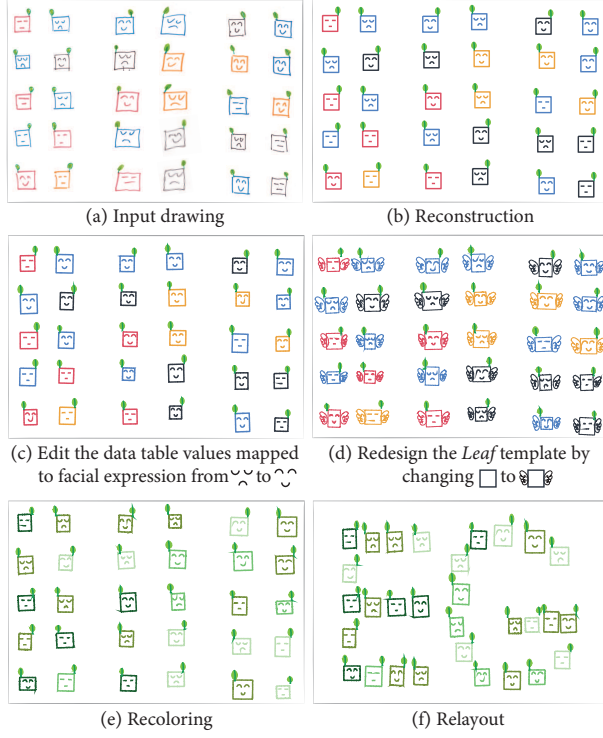 (a) Input drawing
(b) Reconstruction
(c) Edit the data table values mapped
to facial expression from to
(d) Redesign the Leaf template by
changing to
(e) Recoloring
(f) Relayout